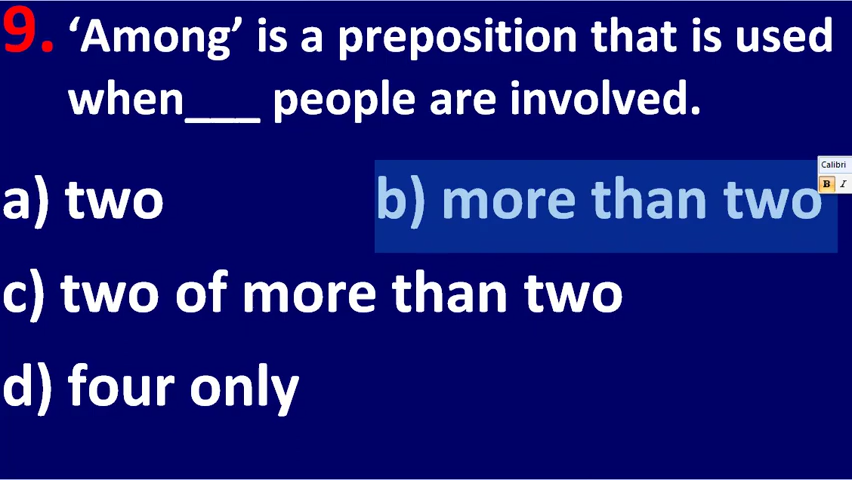 9. ‘Among’ is a preposition that is used
when___ people are involved.
a) two b) more than two
c) two of more than two
d) four only
Calibri
B I